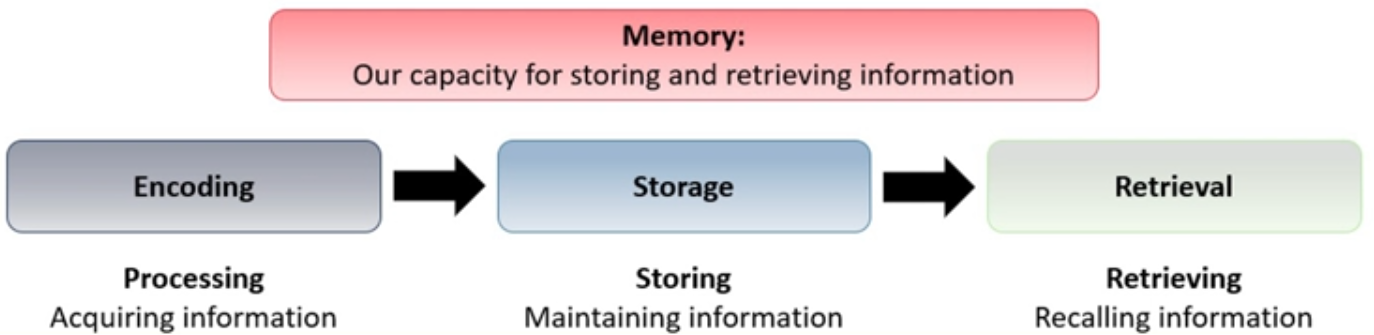 Memory:
Our capacity for storing and retrieving information
Encoding
Storage
Retrieval
Processing
Acquiring information
Storing
Maintaining information
Retrieving
Recalling information